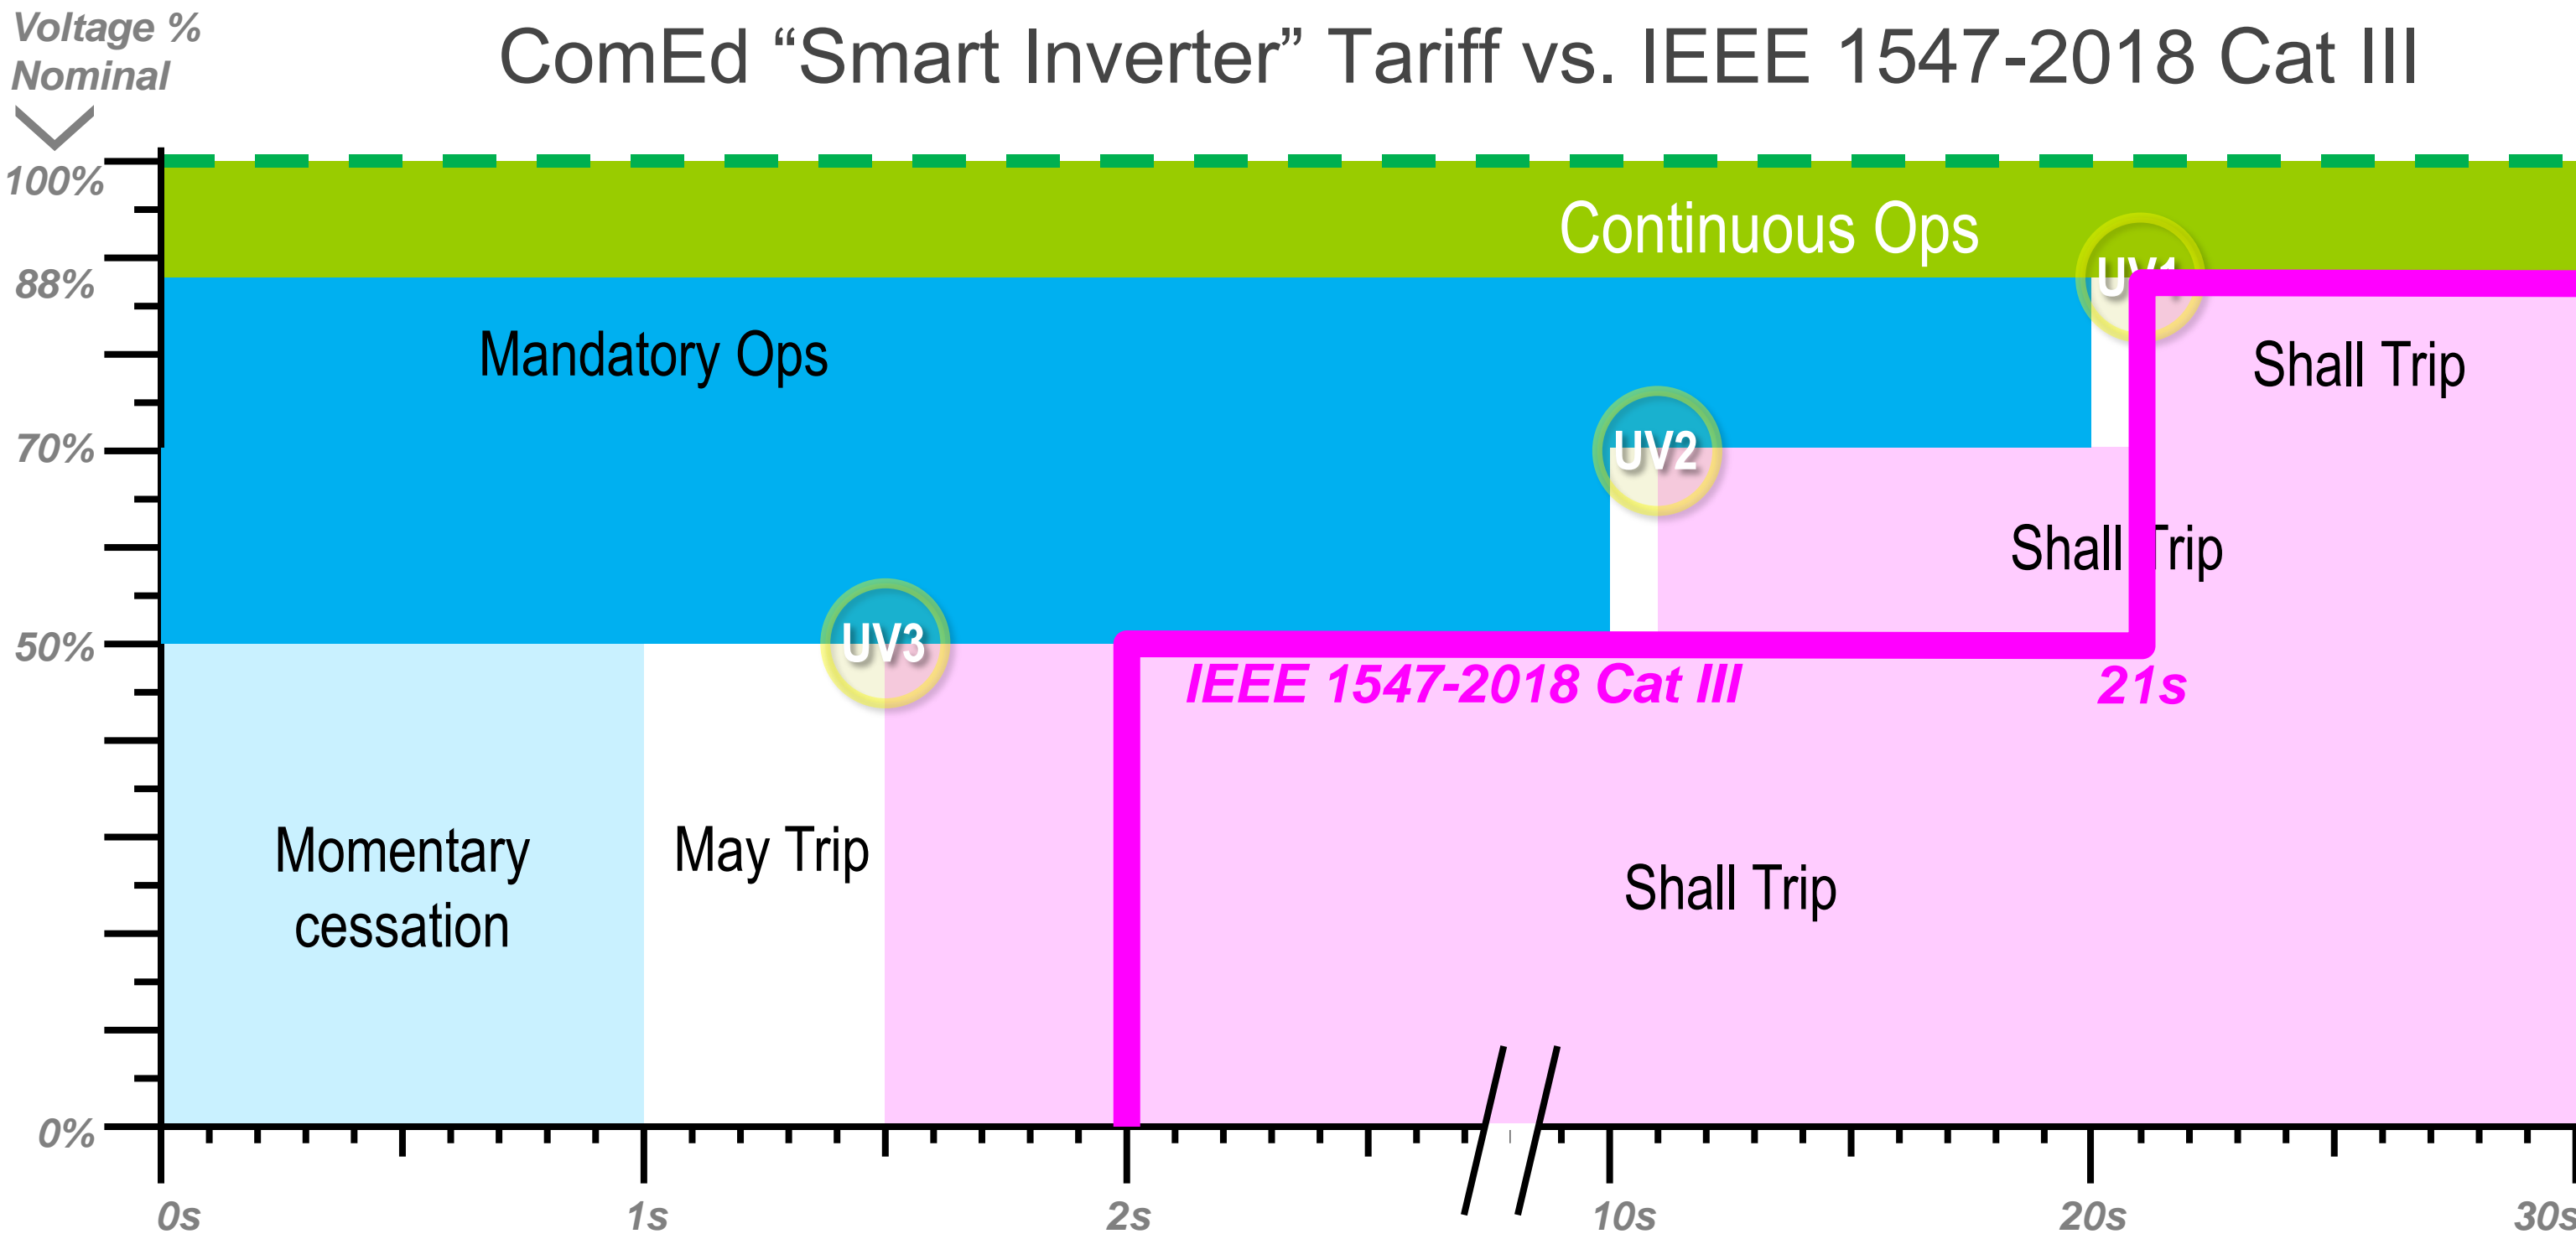 Voltage %
Nominal
ComEd “Smart Inverter” Tariff vs. IEEE 1547-2018 Cat III
100%
Continuous Ops
88%
UV1
Mandatory Ops
Shall Trip
70%
UV2
Shall Trip
50%
UV3
IEEE 1547-2018 Cat III
21s
Momentary
cessation
May Trip
Shall Trip
0%
0s
1s
2s
10s
20s
30s